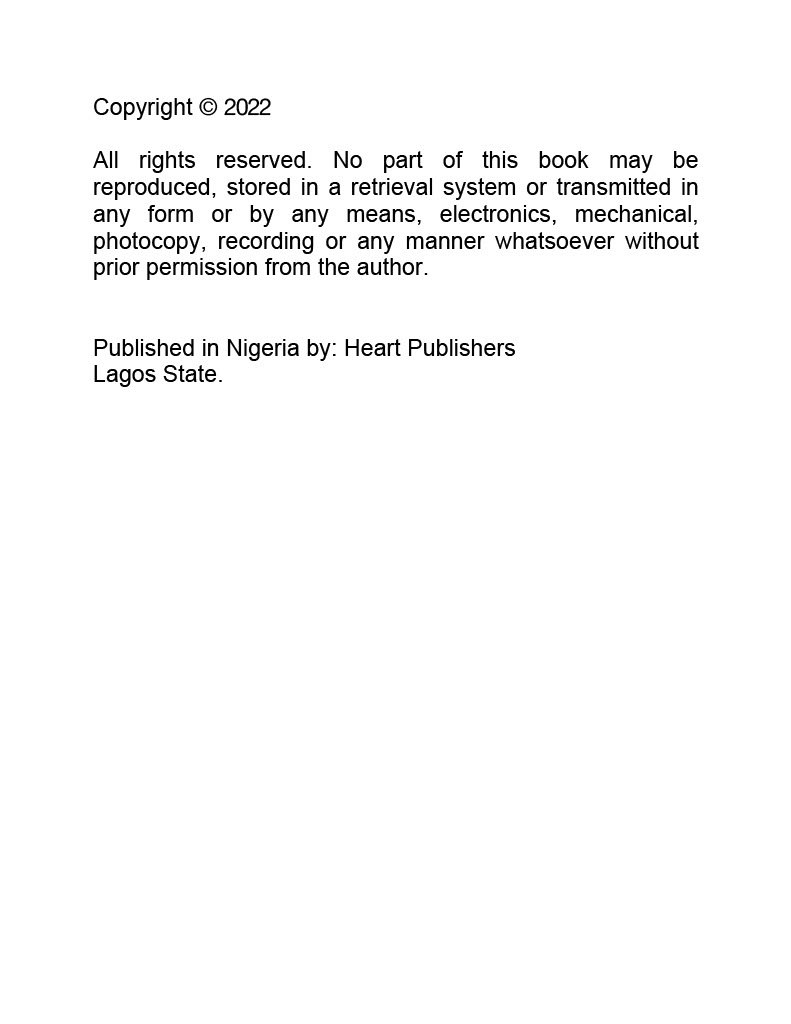 Copyright © 2022
All rights reserved. No part of this book may be
reproduced, stored in a retrieval system or transmitted in
any form or by any means, electronics, mechanical,
photocopy, recording or any manner whatsoever without
prior permission from the author.
Published in Nigeria by: Heart Publishers
Lagos State.